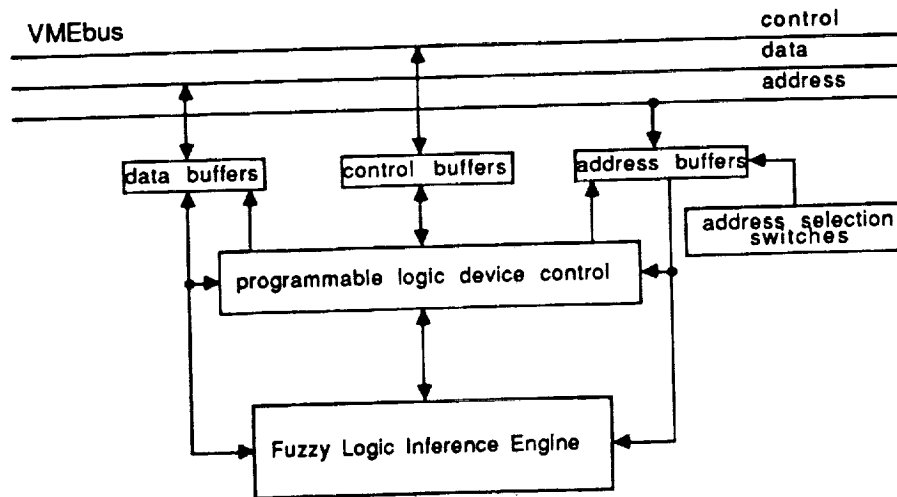 VMEbus
control
data
address
data buffers
control buffers
address buffers
address selection
switches
programmable logic device control
Fuzzy Logic Inference Engine